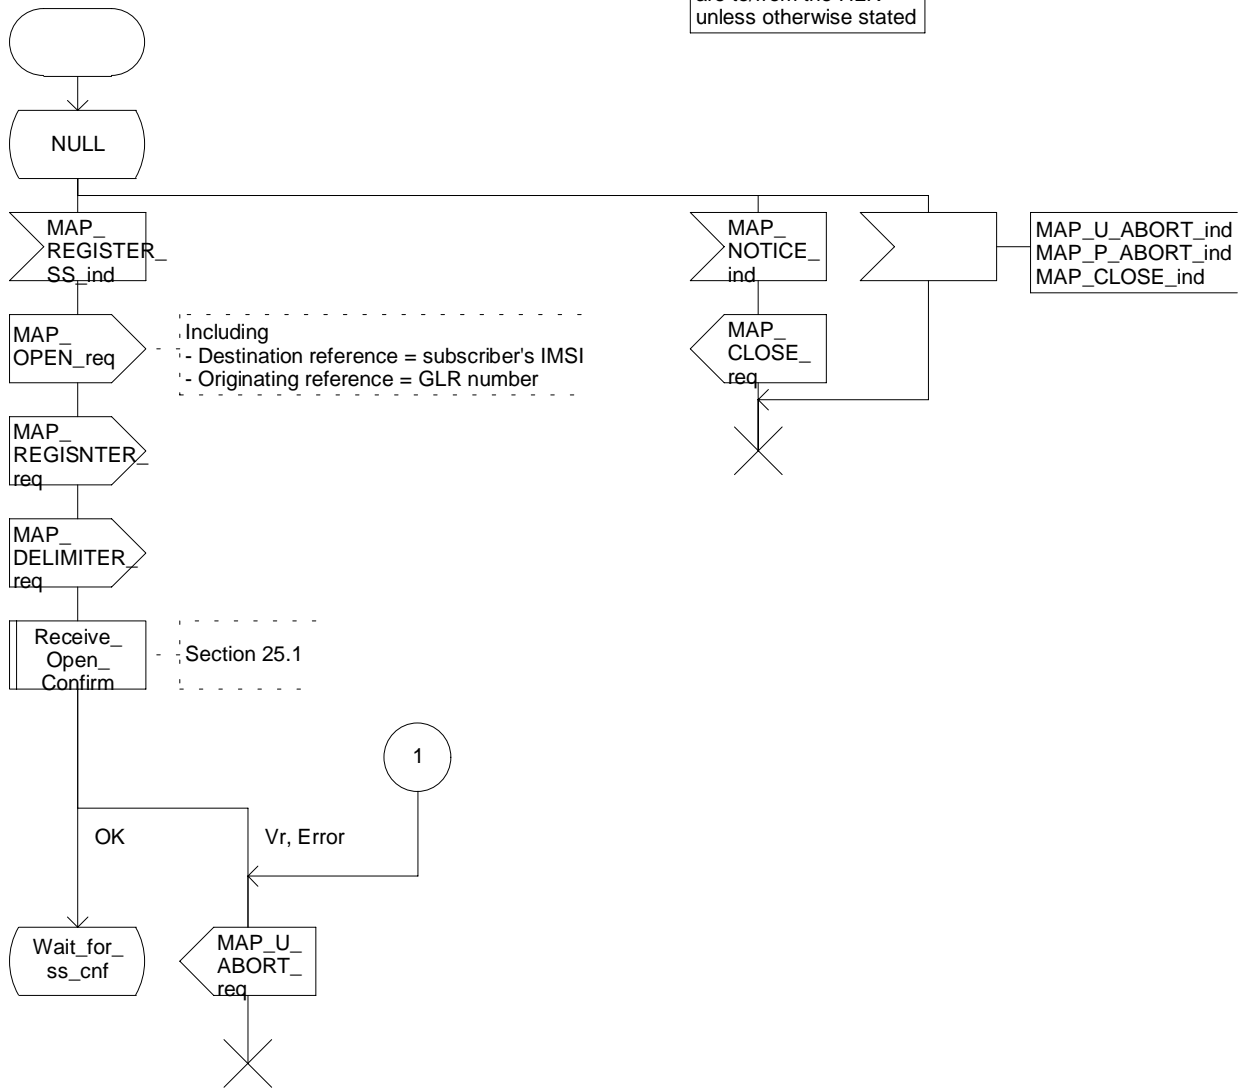 unless otherwise stated
NULL
MAP_
REGISTER_
SS_ind
MAP_
NOTICE_
ind
MAP_U_ABORT_ind
MAP_P_ABORT_ind
MAP_CLOSE_ind
MAP_
OPEN_req
Including
- Destination reference = subscriber's IMSI
- Originating reference = GLR number
MAP_
CLOSE_
req
MAP_
REGISNTER_
req
MAP_
DELIMITER_
req
Receive_
Open_
Confirm
Section 25.1
1
OK
Vr, Error
Wait_for_
ss_cnf
MAP_U_
ABORT_
req